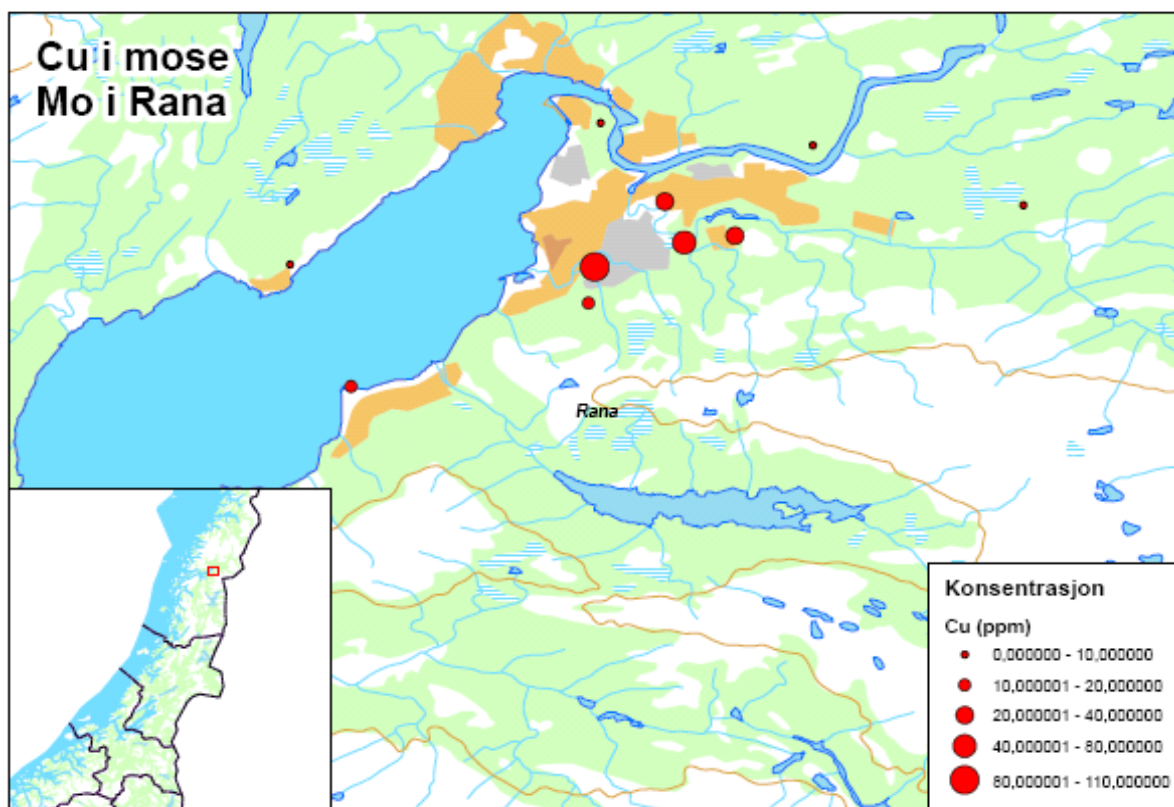 Cu i mose
Mo i Rana
Rana
Konsentrasjon
Cu (ppm)
0,000000 - 10,000000
10,000001 - 20,000000
20,000001 - 40,000000
40,000001 - 80,000000
80,000001 - 110,000000